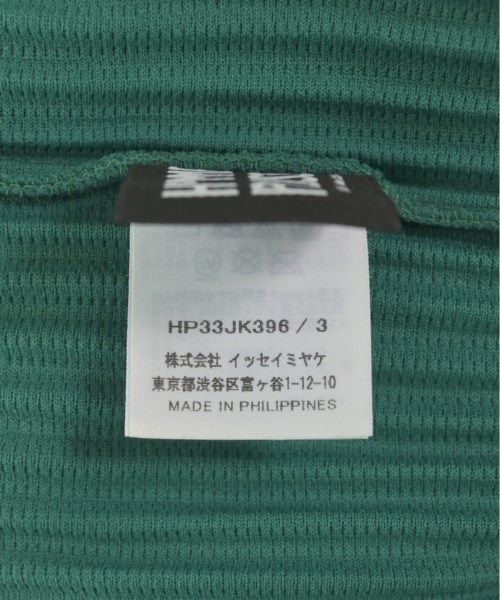 HP33JK396 / 3
株式会社 イッセイミヤケ
東京都渋谷区富ヶ谷1-12-10
MADE IN PHILIPPINES